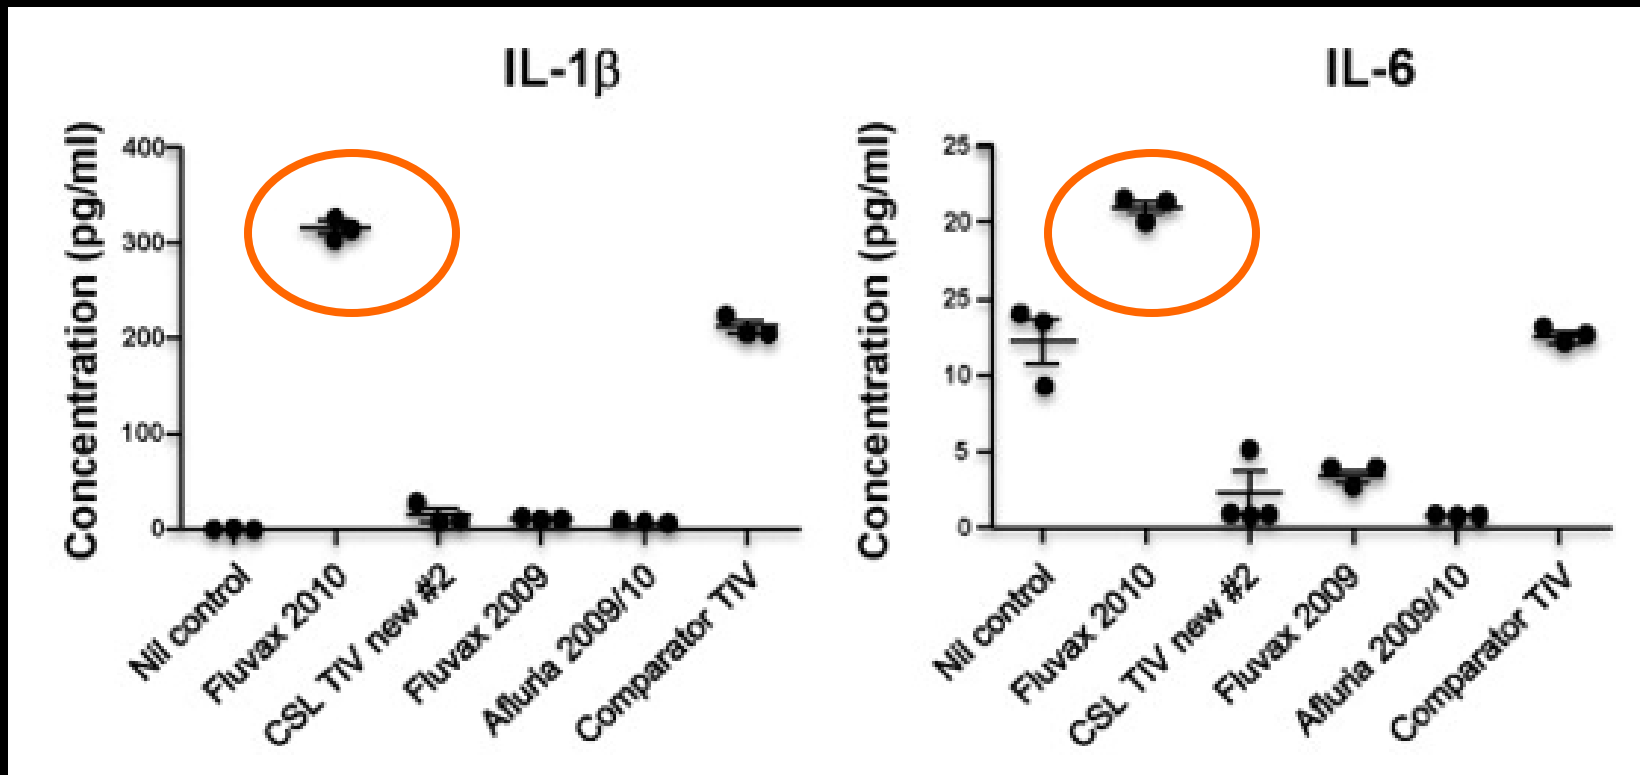 IL-1β
Concentration (pg/ml)
400
300
200
100
0
Nil control
Fluvax 2010
CSL TIV new #2
Fluvax 2009
Afluria 2009/10
Comparator TIV
IL-6
Concentration (pg/ml)
25
20
25
10
5
0
Nil control
Fluvax 2010
CSL TIV new #2
Fluvax 2009
Afluria 2009/10
Comparator TIV